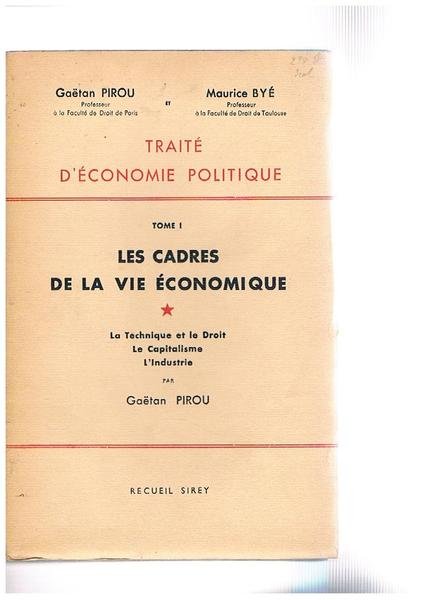 Gaëtan PIROU
Professeur
à la Faculté de Droit de Paris
ET
Maurice BYÉ
Professeur
à la Faculté de Droit de Toulouse
TRAITÉ
D'ÉCONOMIE POLITIQUE
TOME I
LES CADRES
DE LA VIE ÉCONOMIQUE
La Technique et le Droit
Le Capitalisme
L'Industrie
PAR
Gaëtan PIROU
RECUEIL SIREY